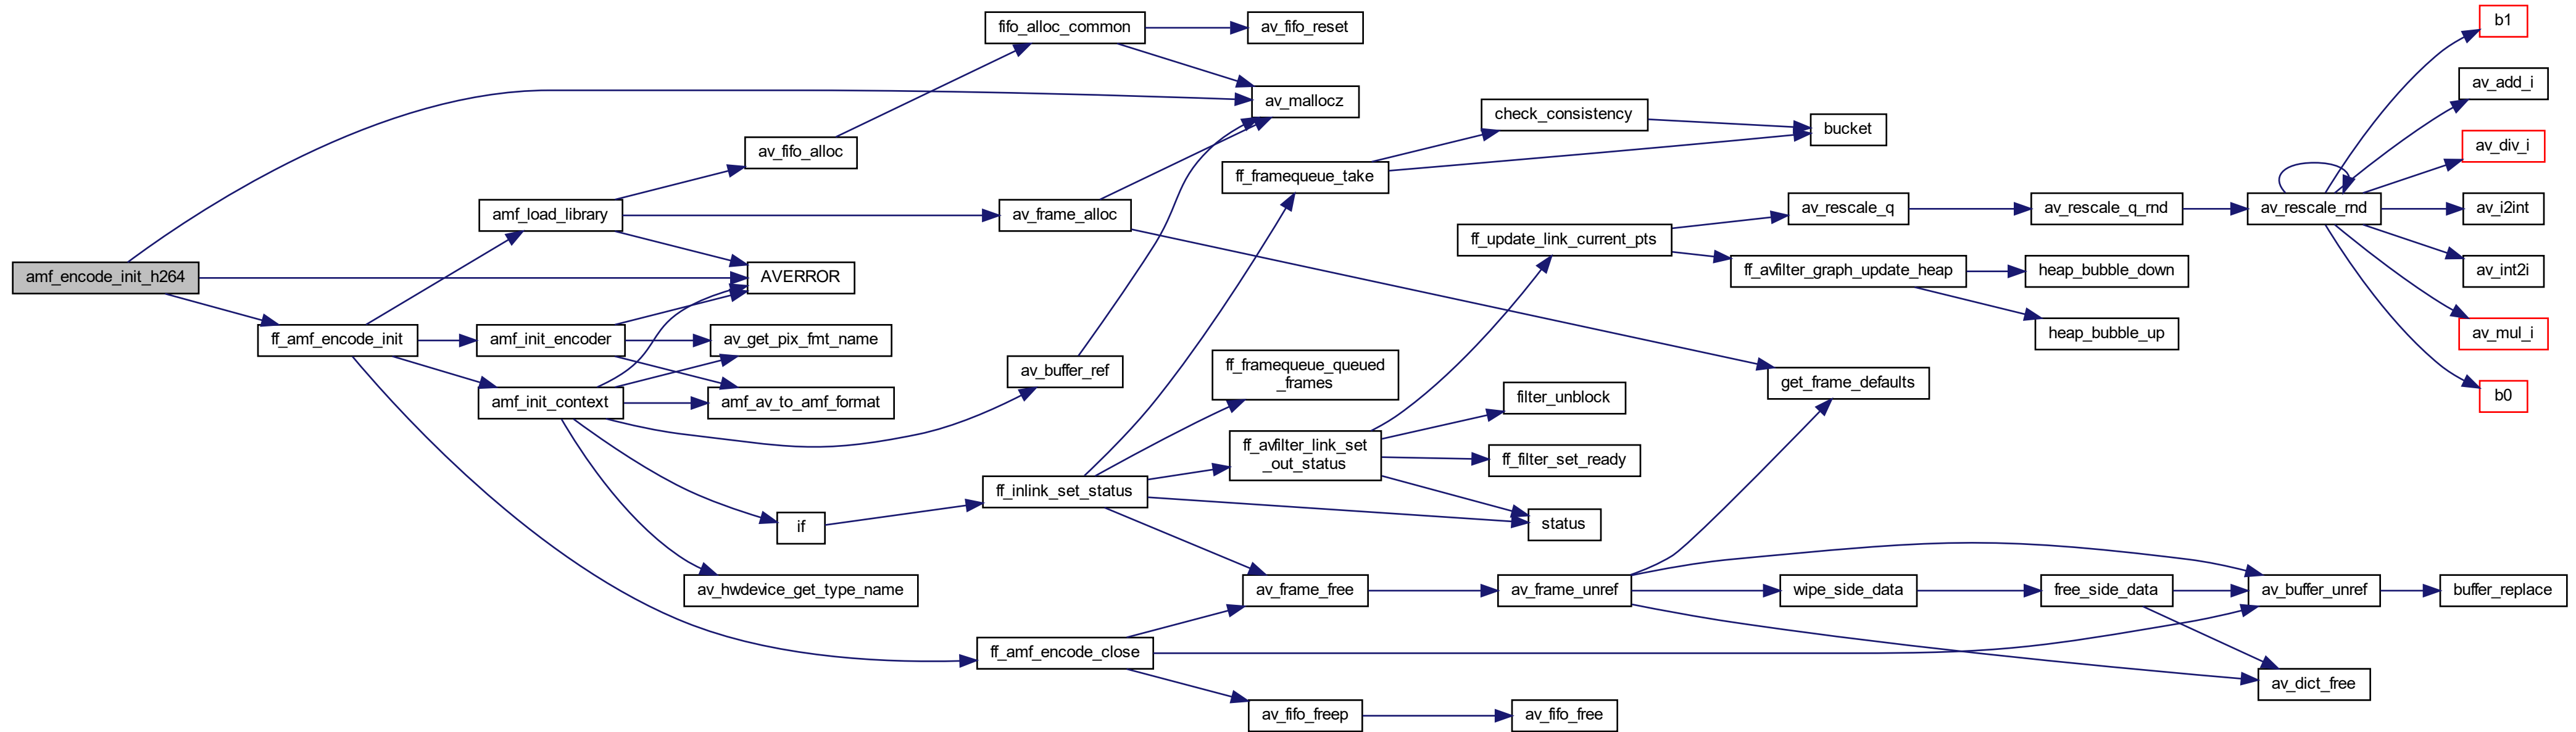 amf_encode_init_h264
ff_amf_encode_init
amf_load_library
amf_init_encoder
amf_init_context
av_fifo_alloc
AVERROR
av_get_pix_fmt_name
amf_av_to_amf_format
if
av_hwdevice_get_type_name
fifo_alloc_common
av_frame_alloc
av_buffer_ref
ff_inlink_set_status
ff_amf_encode_close
av_fifo_reset
av_mallocz
ff_framequeue_take
ff_framequeue_queued
_frames
ff_avfilter_link_set
_out_status
av_frame_free
av_fifo_freep
check_consistency
ff_update_link_current_pts
filter_unblock
ff_filter_set_ready
status
av_frame_unref
av_fifo_free
bucket
av_rescale_q
ff_avfilter_graph_update_heap
get_frame_defaults
wipe_side_data
av_rescale_q_rnd
heap_bubble_down
heap_bubble_up
free_side_data
av_rescale_rnd
av_buffer_unref
av_dict_free
b1
av_add_i
av_div_i
av_i2int
av_int2i
av_mul_i
b0
buffer_replace